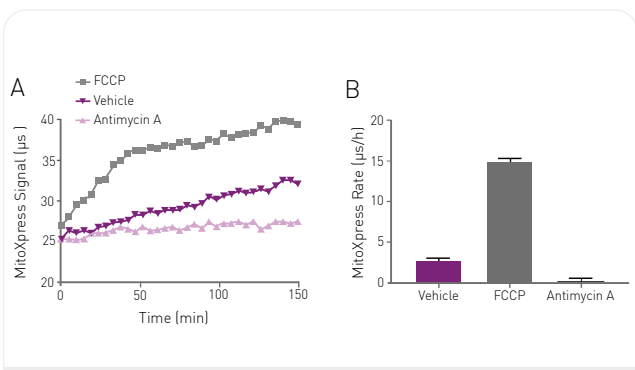 A
FCCP
Vehicle
Antimycin A
MitoXpress Signal (µs )
40
35
30
25
20
0
50
100
150
Time (min)
B
MitoXpress Rate (µs/h)
20
15
10
5
0
Vehicle
FCCP
Antimycin A